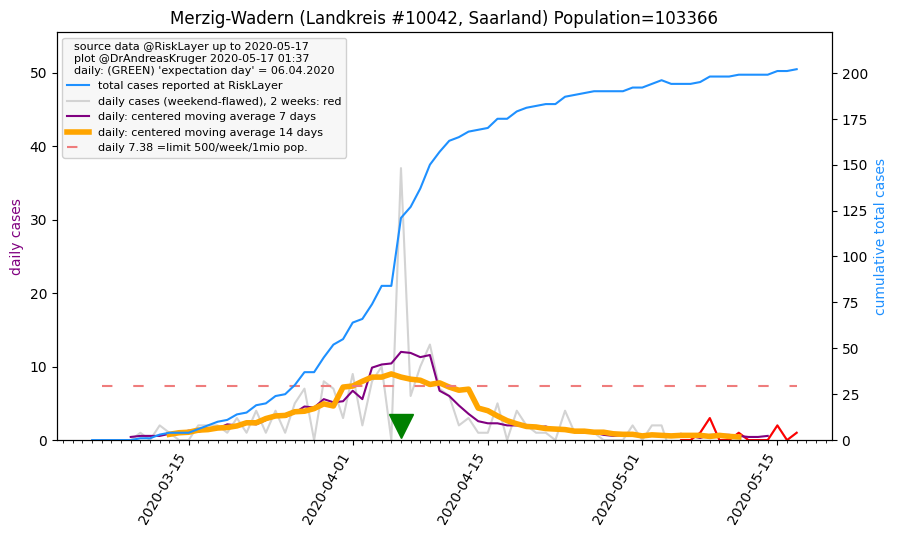 Merzig-Wadern (Landkreis #10042, Saarland) Population=103366
source data @RiskLayer up to 2020-05-17
plot @DrAndreasKruger 2020-05-17 01:37
daily: (GREEN) 'expectation day' = 06.04.2020
total cases reported at RiskLayer
daily cases (weekend-flawed), 2 weeks: red
daily: centered moving average 7 days
daily: centered moving average 14 days
daily 7.38 =limit 500/week/1mio pop.
daily cases
50
40
30
20
10
0
cumulative total cases
200
175
150
125
100
75
50
25
0
2020-03-15
2020-04-01
2020-04-15
2020-05-01
2020-05-15